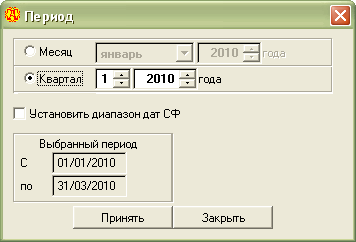 Период
Месяц январь 2010 года
Квартал 1 2010 года
Установить диапазон дат СФ
Выбранный период
С 01/01/2010
по 31/03/2010
Принять Закрыть